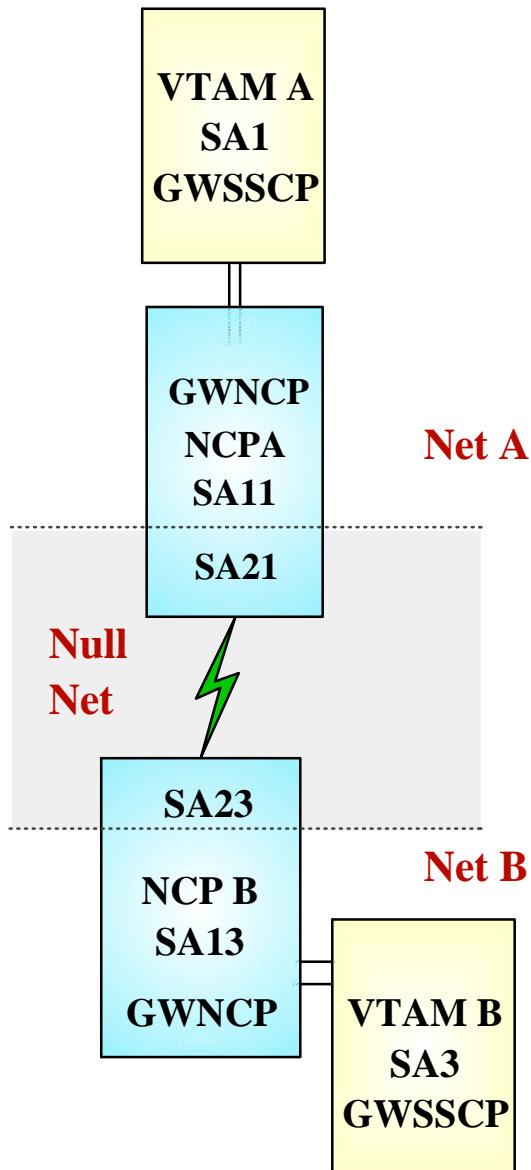 VTAM A
SA1
GWSSCP
GWNCP
NCPA
SA11
Net A
SA21
Null
Net
SA23
Net B
NCP B
SA13
GWNCP
VTAM B
SA3
GWSSCP